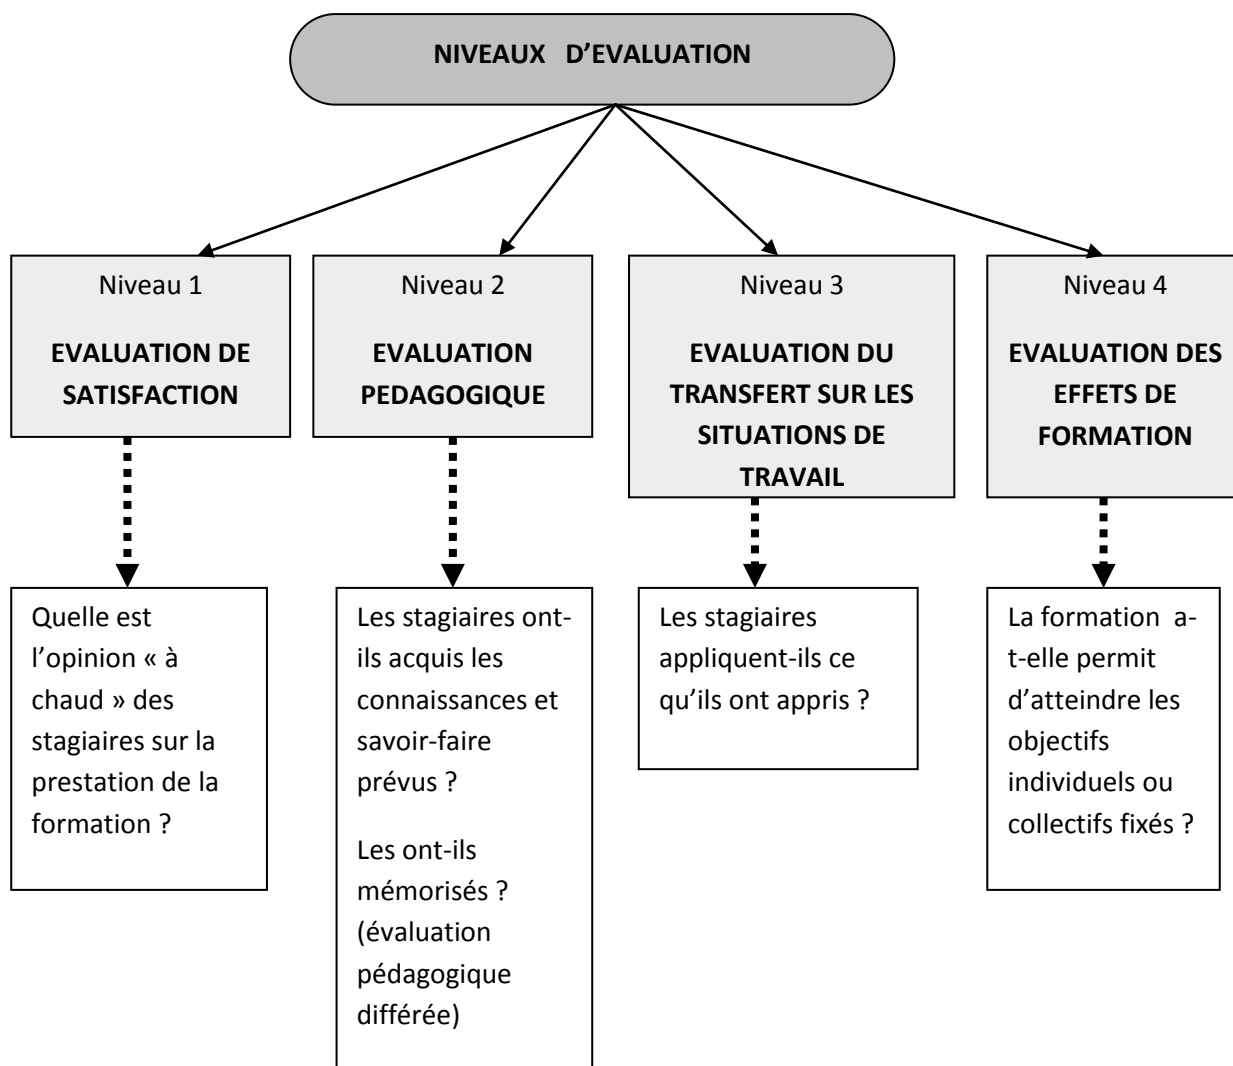 NIVEAUX D’EVALUATION
Niveau 1
EVALUATION DE
SATISFACTION
Niveau 2
EVALUATION
PEDAGOGIQUE
Niveau 3
EVALUATION DU
TRANSFERT SUR LES
SITUATIONS DE
TRAVAIL
Niveau 4
EVALUATION DES
EFFETS DE
FORMATION
Quelle est
l’opinion « à
chaud » des
stagiaires sur la
prestation de la
formation ?
Les stagiaires ont-
ils acquis les
connaissances et
savoir-faire
prévus ?
Les ont-ils
mémorisés ?
(évaluation
pédagogique
différée)
Les stagiaires
appliquent-ils ce
qu’ils ont appris ?
La formation a-
t-elle permit
d’atteindre les
objectifs
individuels ou
collectifs fixés ?